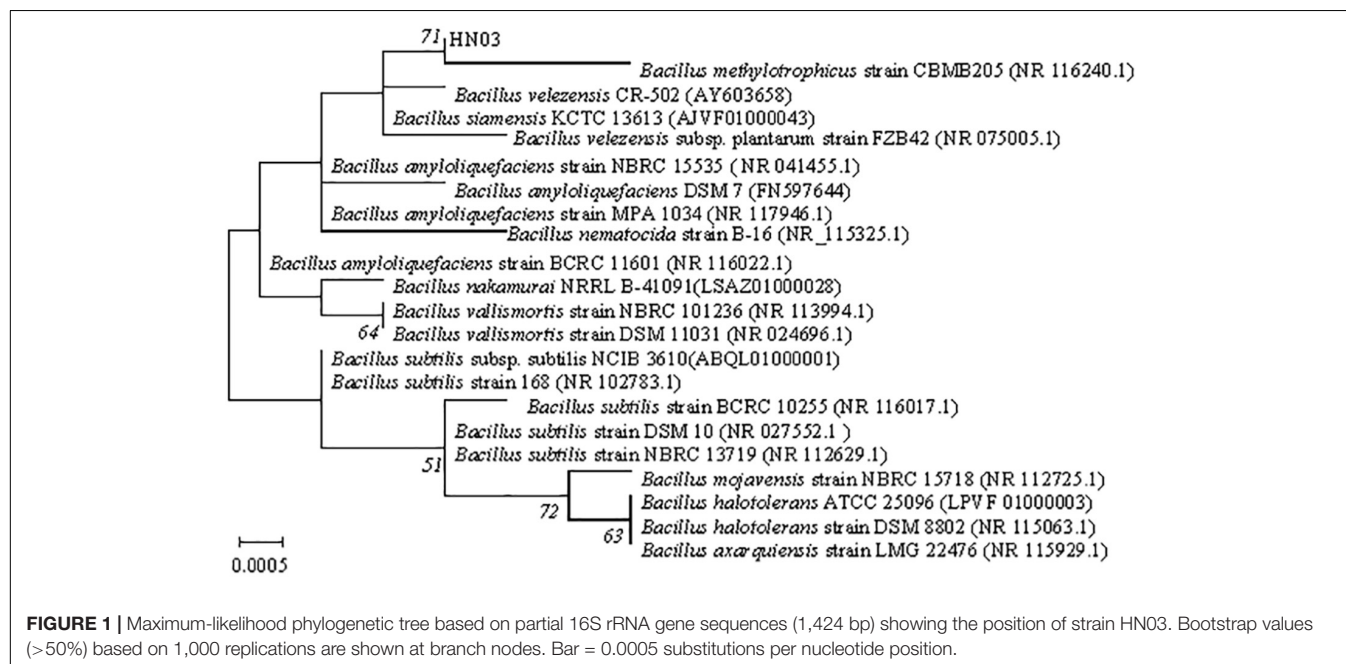 71 HN03
Bacillus methylotrophicus strain CBMB205 (NR 116240.1)
Bacillus velezensis CR-502 (AY603658)
Bacillus siamensis KCTC 13613 (AJVF01000043)
Bacillus velezensis subsp. plantarum strain FZB42 (NR 075005.1)
Bacillus amyloliquefaciens strain NBRC 15535 (NR 041455.1)
Bacillus amyloliquefaciens DSM 7 (FN597644)
Bacillus amyloliquefaciens strain MPA 1034 (NR 117946.1)
Bacillus nematocida strain B-16 (NR_115325.1)
Bacillus amyloliquefaciens strain BCRC 11601 (NR 116022.1)
Bacillus nakamurai NRRL B-41091(LSAZ01000028)
Bacillus vallismortis strain NBRC 101236 (NR 113994.1)
64
Bacillus vallismortis strain DSM 11031 (NR 024696.1)
Bacillus subtilis subsp. subtilis NCIB 3610(ABQL01000001)
Bacillus subtilis strain 168 (NR 102783.1)
Bacillus subtilis strain BCRC 10255 (NR 116017.1)
Bacillus subtilis strain DSM 10 (NR 027552.1 )
Bacillus subtilis strain NBRC 13719 (NR 112629.1)
51
Bacillus mojavensis strain NBRC 15718 (NR 112725.1)
Bacillus halotolerans ATCC 25096 (LPVF 01000003)
72
Bacillus halotolerans strain DSM 8802 (NR 115063.1)
63
Bacillus axarquiensis strain LMG 22476 (NR 115929.1)
0.0005
FIGURE 1 | Maximum-likelihood phylogenetic tree based on partial 16S rRNA gene sequences (1,424 bp) showing the position of strain HN03. Bootstrap values
(>50%) based on 1,000 replications are shown at branch nodes. Bar = 0.0005 substitutions per nucleotide position.